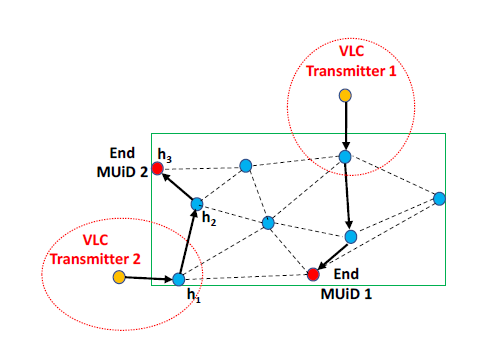 VLC
Transmitter 1
End
MUiD 2
h3
h2
VLC
Transmitter 2
h1
End
MUiD 1